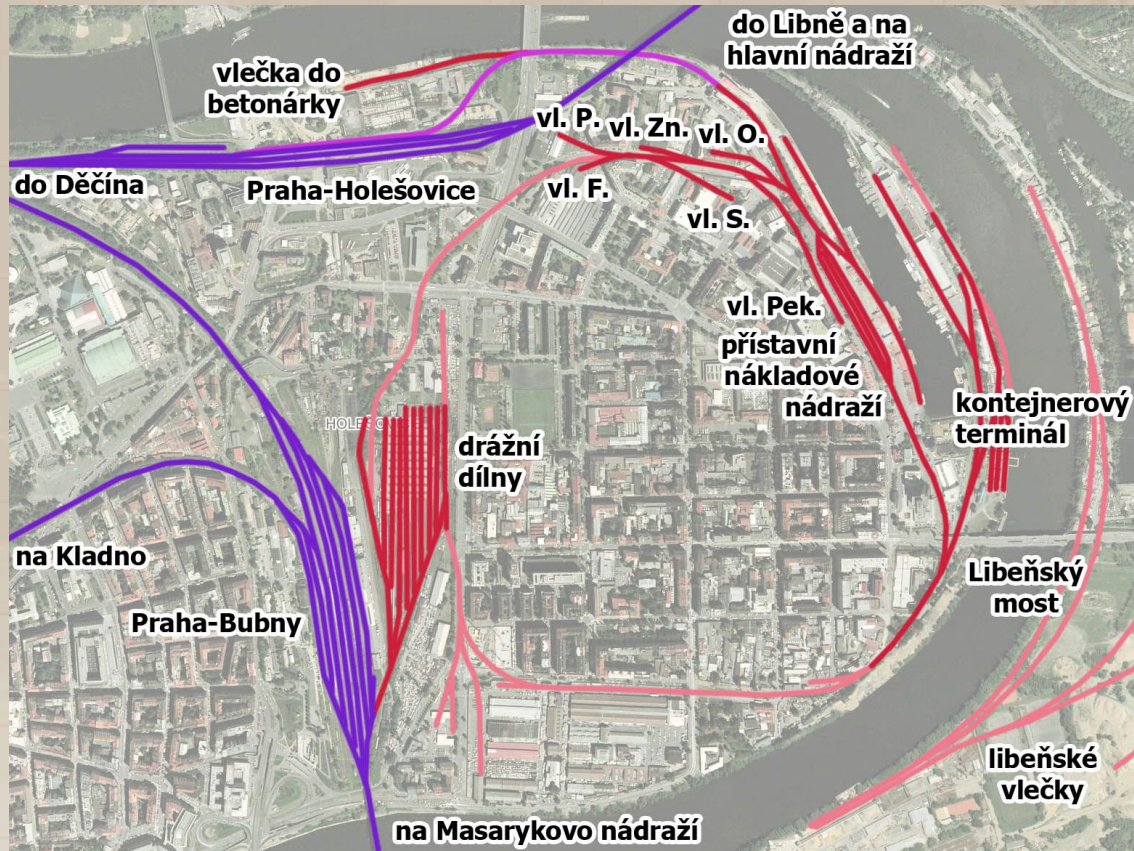 do Libně a na
hlavní nádraží
vlečka do
betonárky
vl. P.
vl. Zn.
vl. O.
do Děčína
Praha-Holešovice
vl. F.
vl. S.
vl. Pek.
přístavní
nákladové
nádraží
kontejnerový
terminál
drážní
dílny
na Kladno
Praha-Bubny
Libeňský
most
libeňské
vlečky
na Masarykovo nádraží